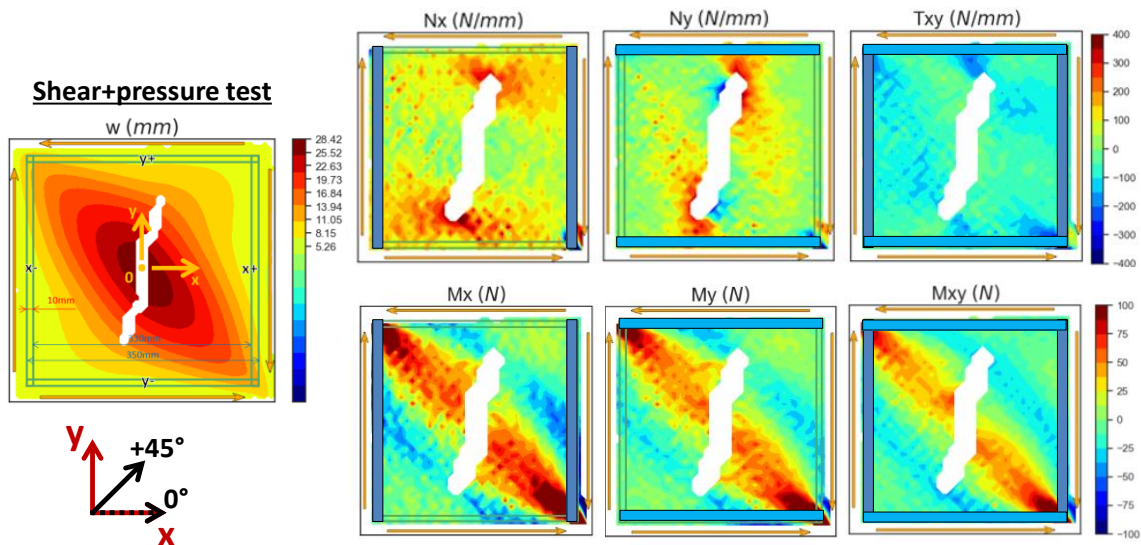 Shear+pressure test
w (mm)
28.42
25.52
22.63
19.73
16.84
13.94
11.05
8.15
5.26
y+
y
x-
0
x
x+
10mm
330mm
350mm
y-
y
+45°
0°
x
Nx (N/mm)
Ny (N/mm)
Txy (N/mm)
400
300
200
100
0
−100
−200
−300
−400
Mx (N)
My (N)
Mxy (N)
100
75
50
25
0
−25
−50
−75
−100